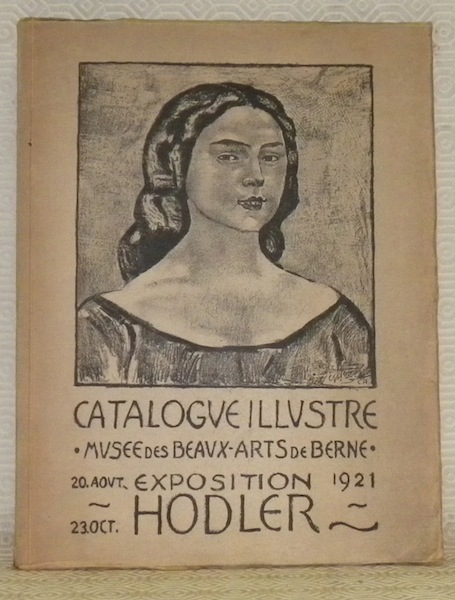 CATALOGVE ILLVSTRE
• MVSEE DES BEAVX-ARTS DE BERNE •
20. AOVT. EXPOSITION 1921
~ 23.OCT. HODLER ~